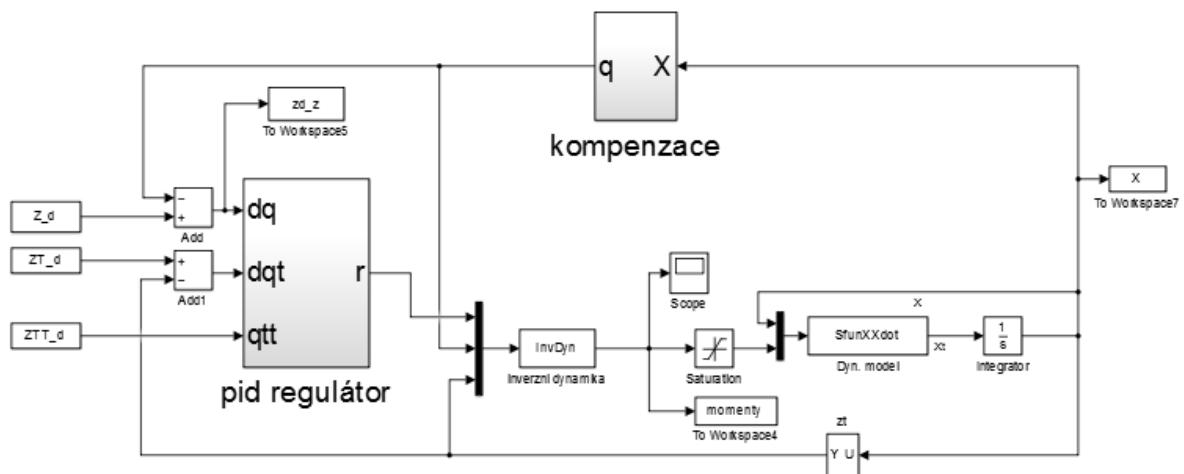 q
X
kompenzace
zd_z
To Workspace5
−
+
Add
Z_d
ZT_d
ZTT_d
+
−
Add1
dq
dqt
qtt
r
pid regulátor
X
To Workspace7
Scope
InvDyn
Inverzní dynamika
Saturation
momenty
To Workspace4
X
SfunXXdot
Dyn. model
Xt
1
s
Integrator
zt
Y U